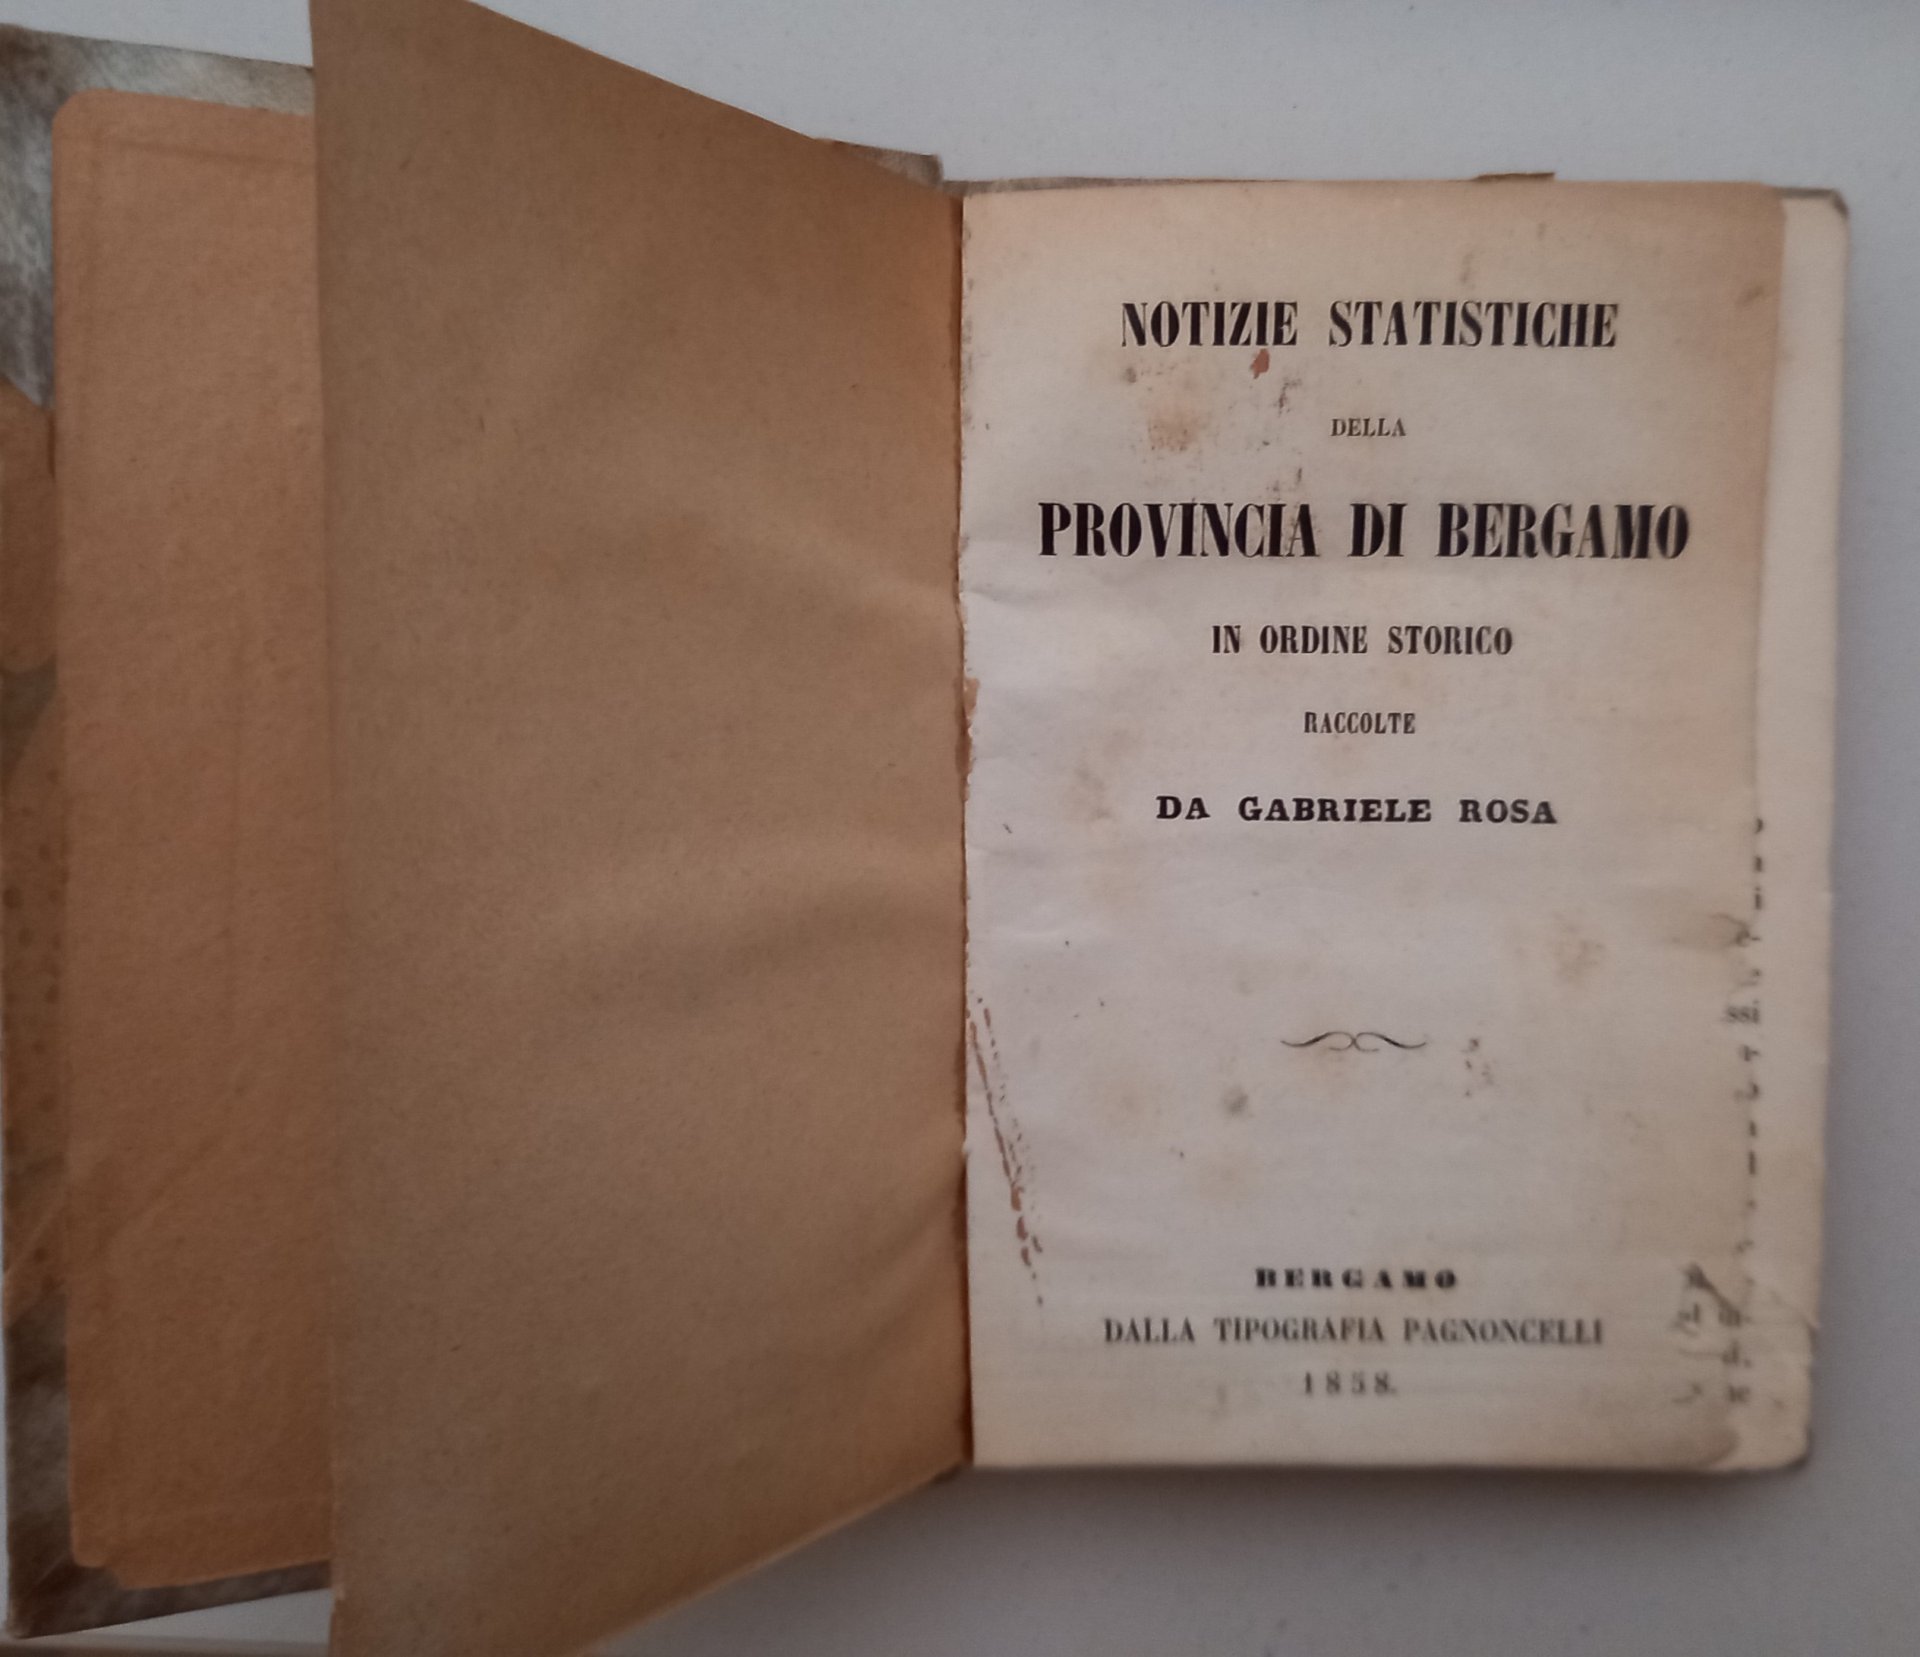 NOTIZIE STATISTICHE
DELLA
PROVINCIA DI BERGAMO
IN ORDINE STORICO
RACCOLTE
DA GABRIELE ROSA
BERGAMO
DALLA TIPOGRAFIA PAGNONCELLI
1858.